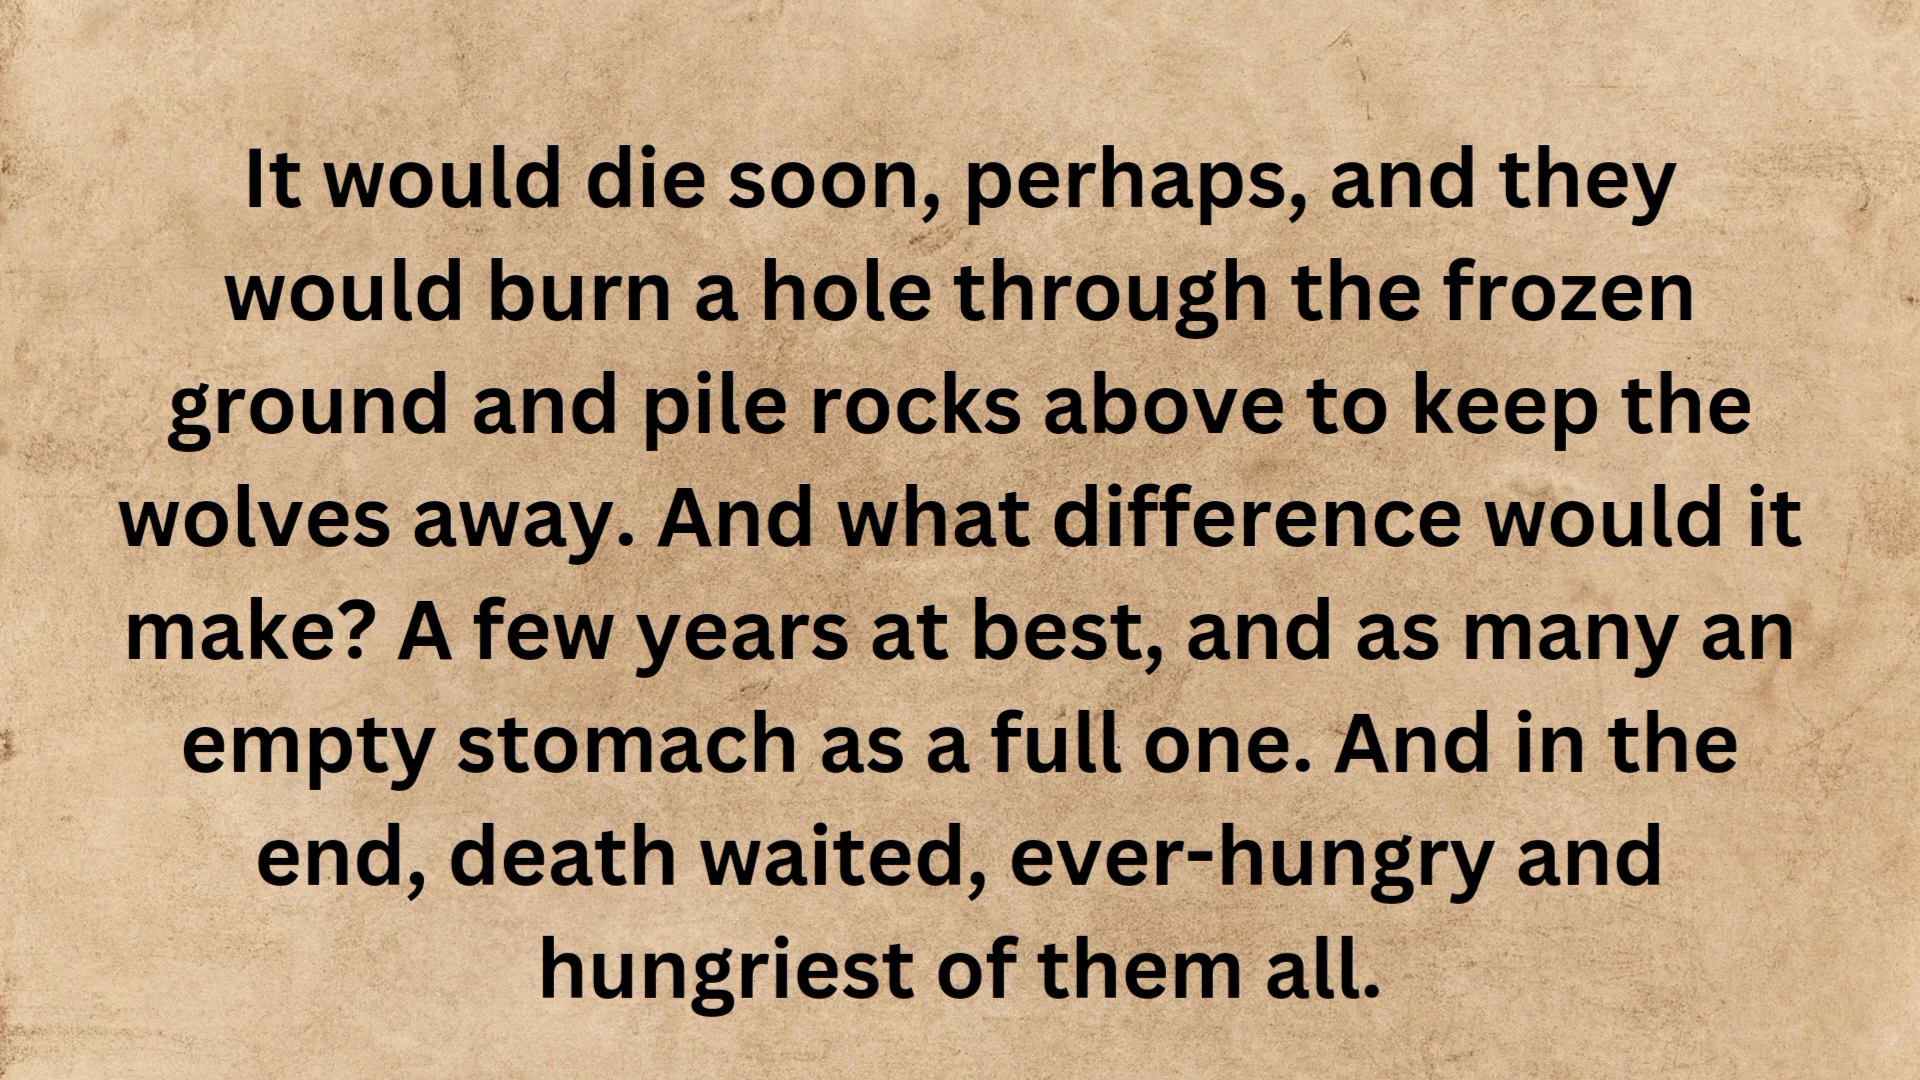 It would die soon, perhaps, and they
would burn a hole through the frozen
ground and pile rocks above to keep the
wolves away. And what difference would it
make? A few years at best, and as many an
empty stomach as a full one. And in the
end, death waited, ever-hungry and
hungriest of them all.